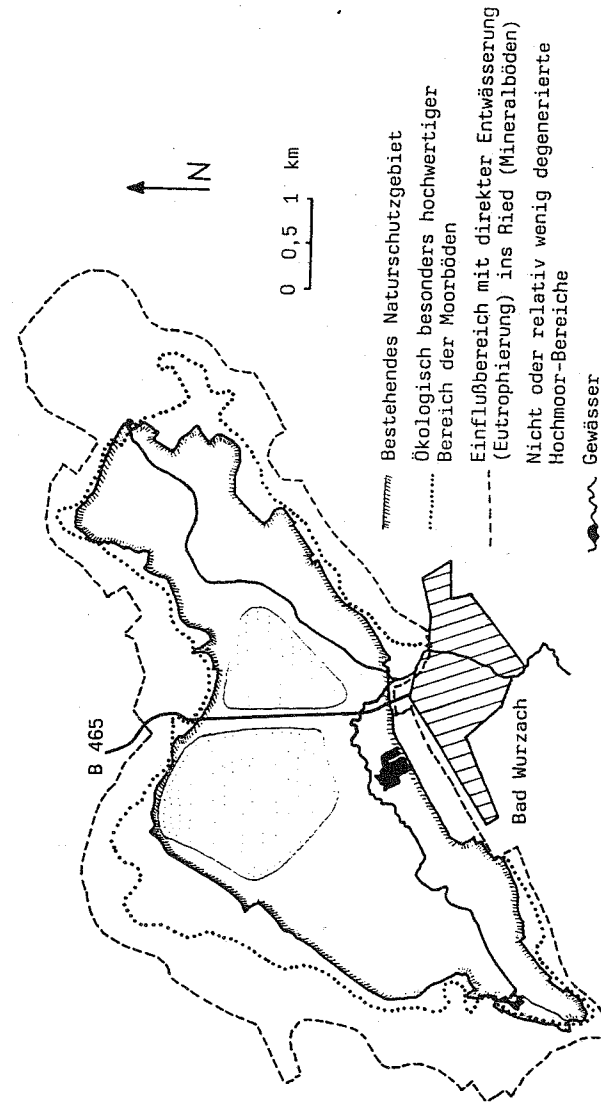 B 465
Bad Wurzach
N
0 0,5 1 km
Bestehendes Naturschutzgebiet
Ökologisch besonders hochwertiger
Bereich der Moorböden
Einflußbereich mit direkter Entwässerung
(Eutrophierung) ins Ried (Mineralböden)
Nicht oder relativ wenig degenerierte
Hochmoor-Bereiche
Gewässer